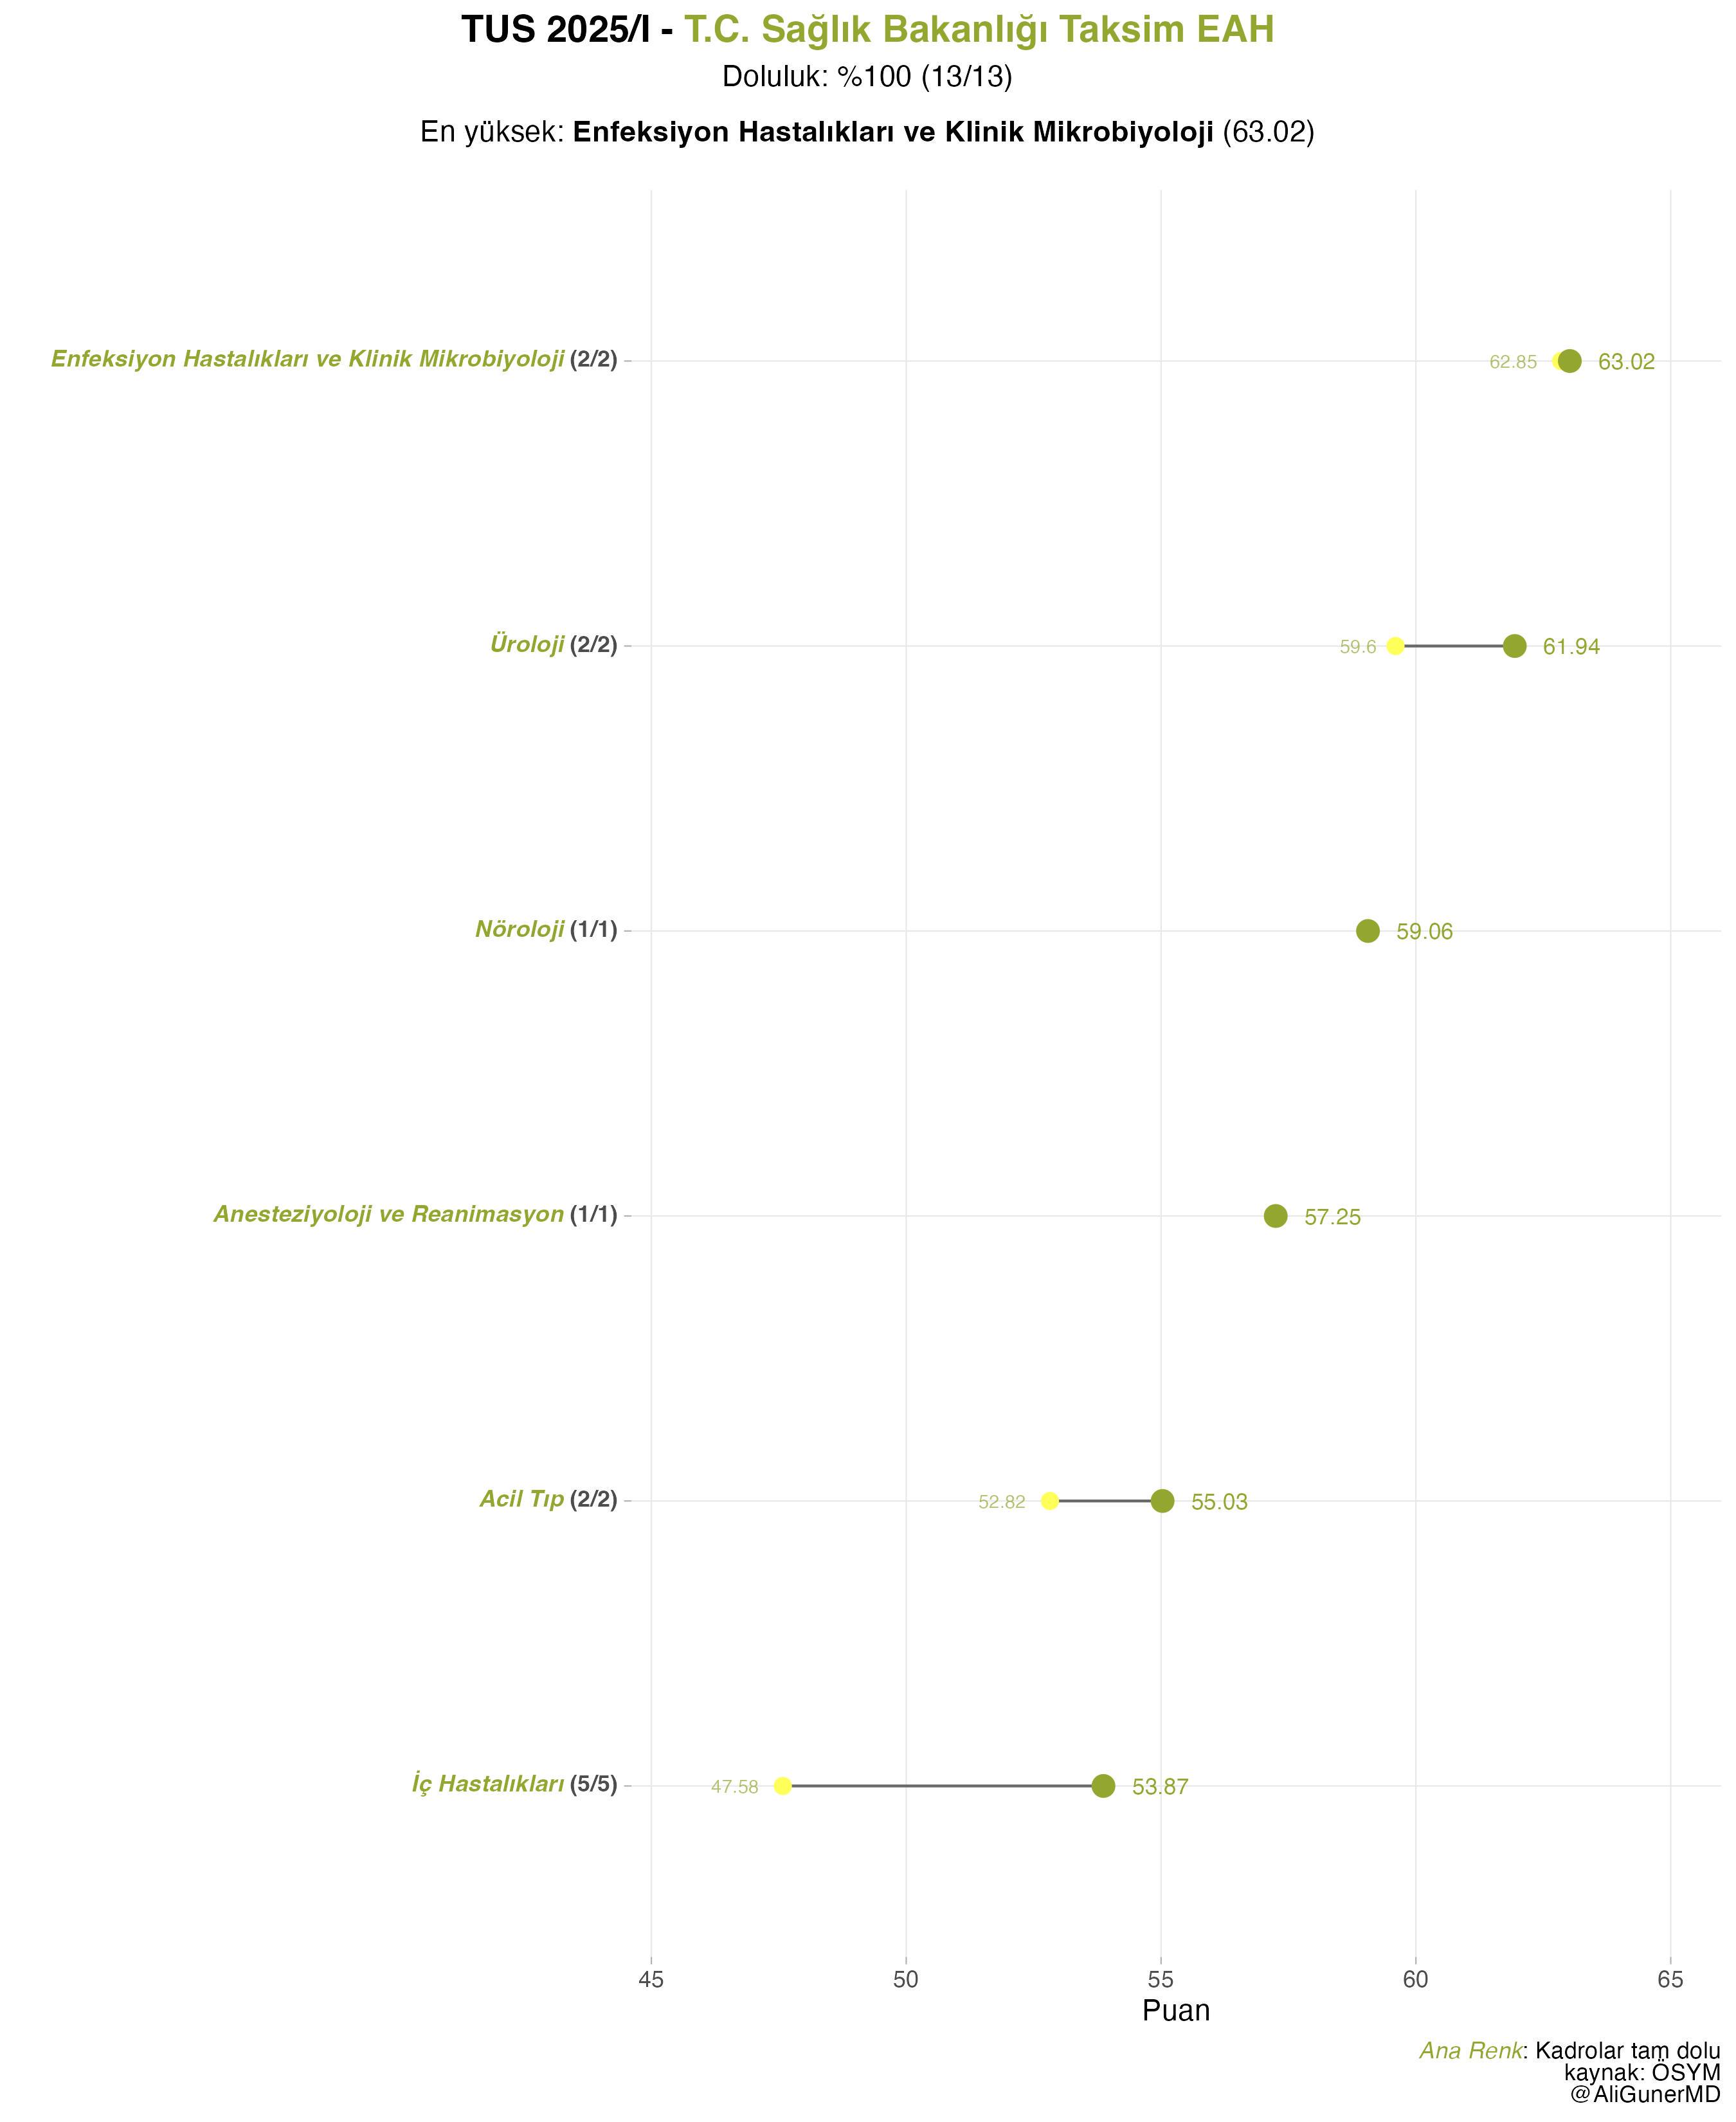 TUS 2025/I - T.C. Sağlık Bakanlığı Taksim EAH
Doluluk: %100 (13/13)
En yüksek: Enfeksiyon Hastalıkları ve Klinik Mikrobiyoloji (63.02)
Enfeksiyon Hastalıkları ve Klinik Mikrobiyoloji (2/2) 62.85 63.02
Üroloji (2/2) 59.6 61.94
Nöroloji (1/1) 59.06
Anesteziyoloji ve Reanimasyon (1/1) 57.25
Acil Tıp (2/2) 52.82 55.03
İç Hastalıkları (5/5) 47.58 53.87
45 50 55 60 65
Puan
Ana Renk: Kadrolar tam dolu
kaynak: ÖSYM
@AliGunerMD